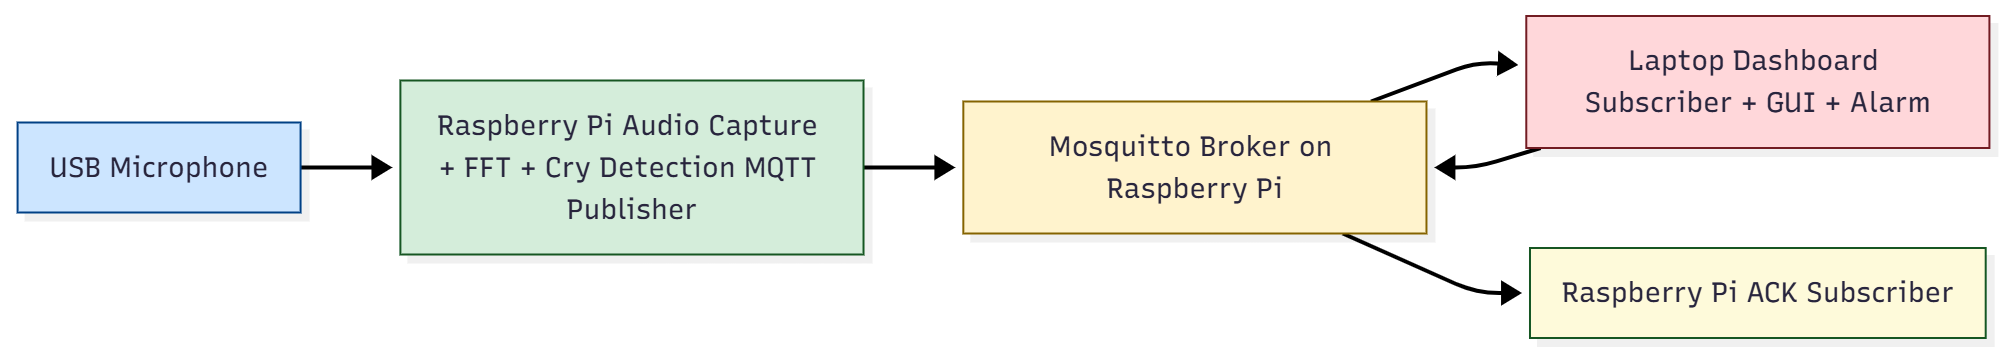 USB Microphone
Raspberry Pi Audio Capture
+ FFT + Cry Detection MQTT
Publisher
Mosquitto Broker on
Raspberry Pi
Laptop Dashboard
Subscriber + GUI + Alarm
Raspberry Pi ACK Subscriber